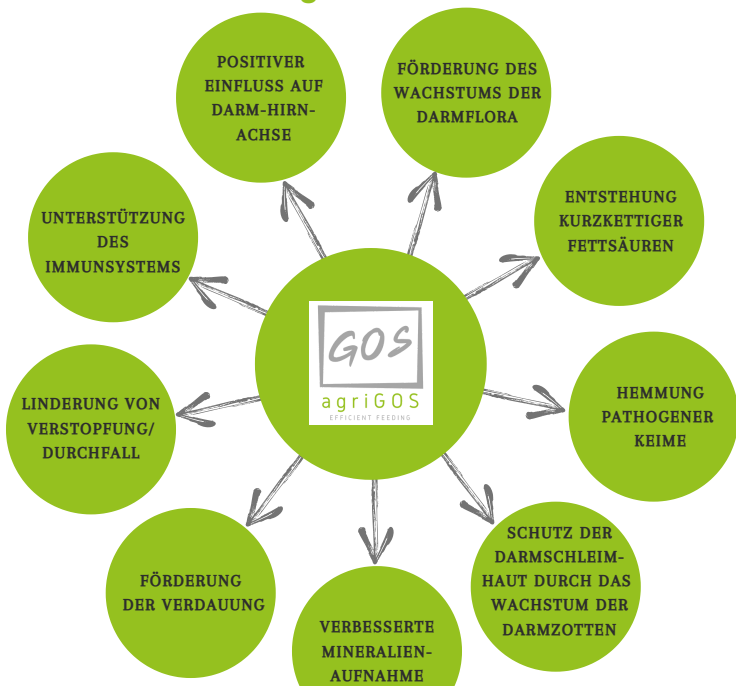 POSITIVER
EINFLUSS AUF
DARM-HIRN-
ACHSE
FÖRDERUNG DES
WACHSTUMS DER
DARMFLORA
ENTSTEHUNG
KURZKETTIGER
FETTSÄUREN
HEMMUNG
PATHOGENER
KEIME
SCHUTZ DER
DARMSCHLEIM-
HAUT DURCH DAS
WACHSTUM DER
DARMZOTTEN
VERBESSERTE
MINERALIEN-
AUFNAHME
FÖRDERUNG
DER VERDAUUNG
LINDERUNG VON
VERSTOPFUNG/
DURCHFALL
UNTERSTÜTZUNG
DES
IMMUNSYSTEMS
GOS
agriGOS
EFFICIENT FEEDING